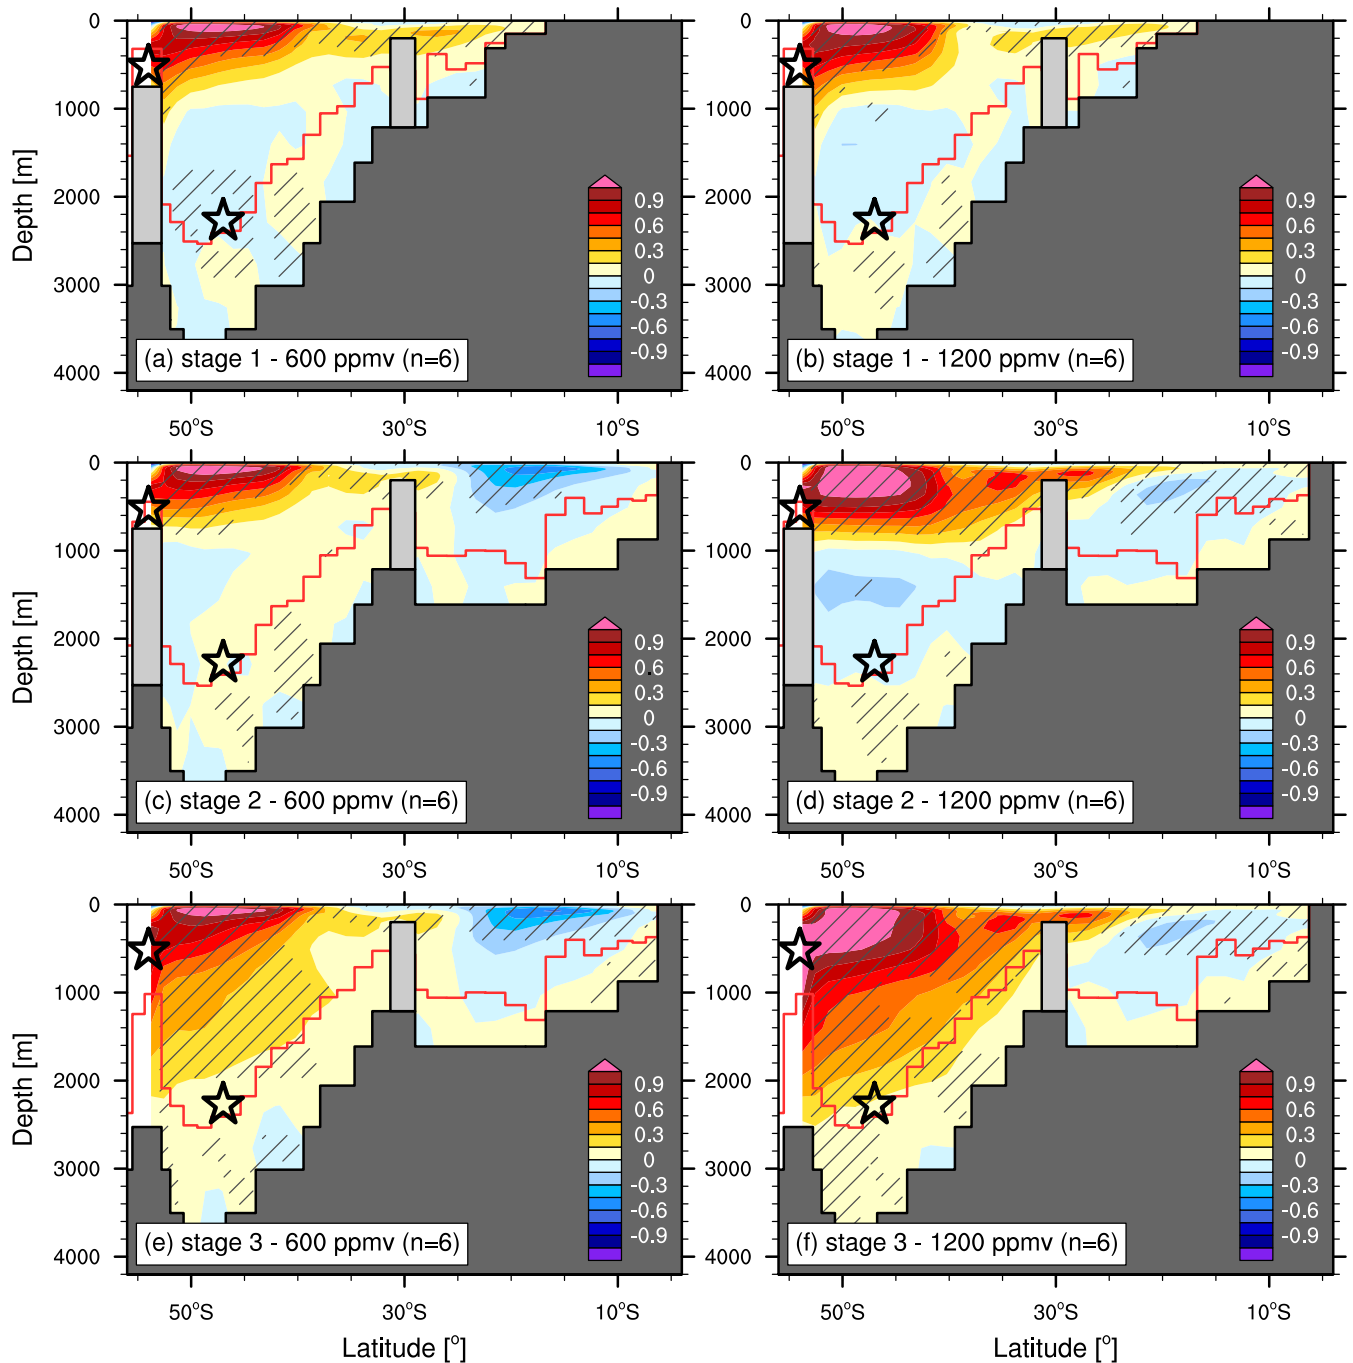 0
1000
2000
3000
4000
Depth [m]
0.9
0.6
0.3
0
-0.3
-0.6
-0.9
(a) stage 1 - 600 ppmv (n=6)
50°S
30°S
10°S
0
1000
2000
3000
4000
Depth [m]
0.9
0.6
0.3
0
-0.3
-0.6
-0.9
(b) stage 1 - 1200 ppmv (n=6)
50°S
30°S
10°S
0
1000
2000
3000
4000
Depth [m]
0.9
0.6
0.3
0
-0.3
-0.6
-0.9
(c) stage 2 - 600 ppmv (n=6)
50°S
30°S
10°S
0
1000
2000
3000
4000
Depth [m]
0.9
0.6
0.3
0
-0.3
-0.6
-0.9
(d) stage 2 - 1200 ppmv (n=6)
50°S
30°S
10°S
0
1000
2000
3000
4000
Depth [m]
0.9
0.6
0.3
0
-0.3
-0.6
-0.9
(e) stage 3 - 600 ppmv (n=6)
50°S
30°S
10°S
Latitude [°]
0
1000
2000
3000
4000
Depth [m]
0.9
0.6
0.3
0
-0.3
-0.6
-0.9
(f) stage 3 - 1200 ppmv (n=6)
50°S
30°S
10°S
Latitude [°]